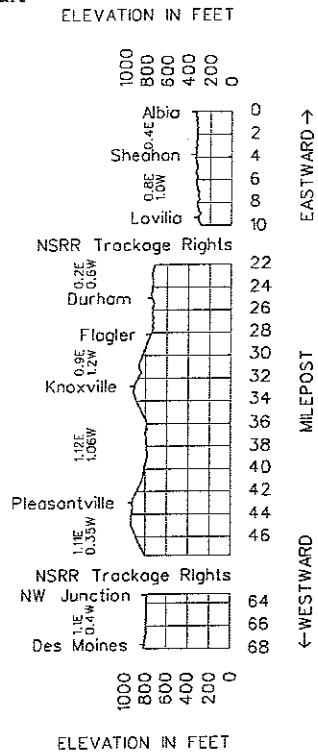 ELEVATION IN FEET
1000
800
600
400
200
0
Albia
0
2
0.4E
Sheahan
4
6
0.8E
1.0W
8
Lovilia
10
EASTWARD→
NSRR Trackage Rights
22
0.2E
0.6W
24
Durham
26
Flagler
28
30
0.9E
1.2W
32
Knoxville
34
MILEPOST
36
1.12E
1.06W
38
40
42
Pleasantville
44
1.11E
0.35W
46
NSRR Trackage Rights
NW Junction
64
1.1E
0.4W
66
Des Moines
68
←WESTWARD
1000
800
600
400
200
0
ELEVATION IN FEET